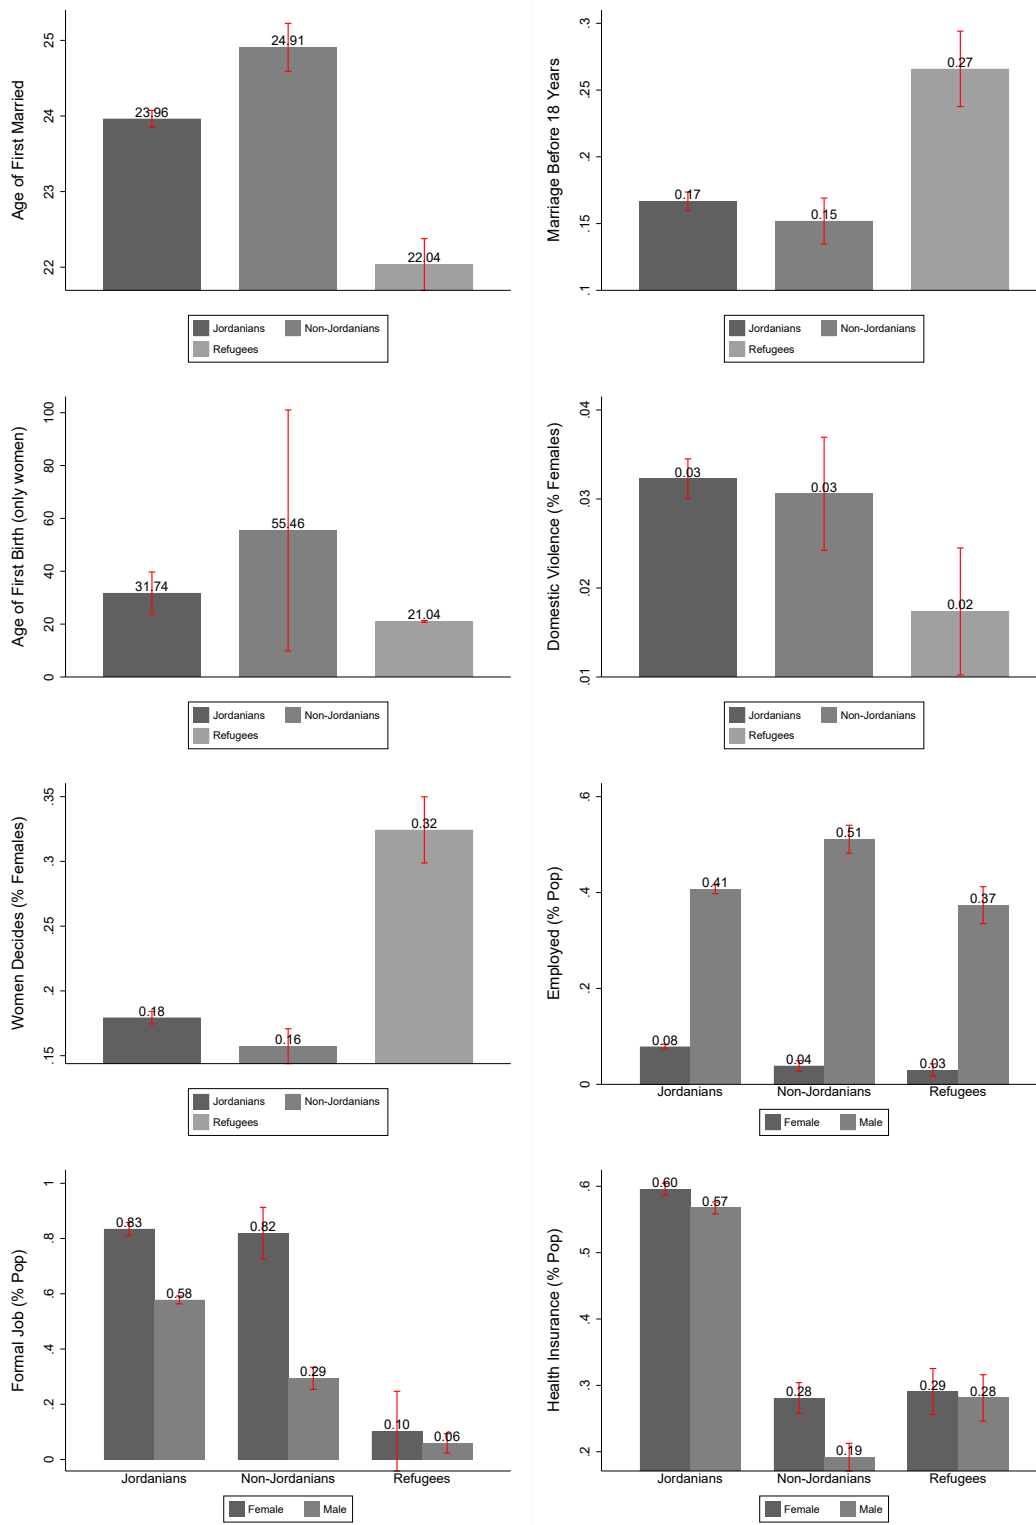 Age of First Married
25
24
23
22
23.96
24.91
22.04
Jordanians
Non-Jordanians
Refugees
Marriage Before 18 Years
.3
.25
.2
.15
.1
0.17
0.15
0.27
Jordanians
Non-Jordanians
Refugees
Age of First Birth (only women)
100
80
60
40
20
0
31.74
55.46
21.04
Jordanians
Non-Jordanians
Refugees
Domestic Violence (% Females)
.04
.03
.02
.01
0.03
0.03
0.02
Jordanians
Non-Jordanians
Refugees
Women Decides (% Females)
.35
.3
.25
.2
.15
0.18
0.16
0.32
Jordanians
Non-Jordanians
Refugees
Employed (% Pop)
.6
.4
.2
0
0.08
0.41
0.04
0.51
0.03
0.37
Jordanians
Non-Jordanians
Refugees
Female
Male
Formal Job (% Pop)
1
.8
.6
.4
.2
0
0.83
0.58
0.82
0.29
0.10
0.06
Jordanians
Non-Jordanians
Refugees
Female
Male
Health Insurance (% Pop)
.6
.5
.4
.3
.2
0.60
0.57
0.28
0.19
0.29
0.28
Jordanians
Non-Jordanians
Refugees
Female
Male